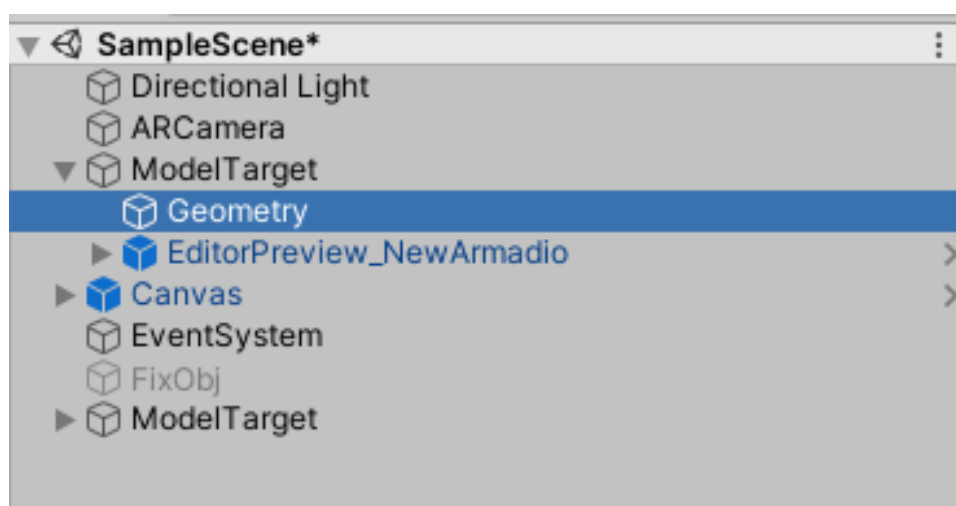 SampleScene*
Directional Light
ARCamera
ModelTarget
Geometry
EditorPreview_NewArmadio
Canvas
EventSystem
FixObj
ModelTarget